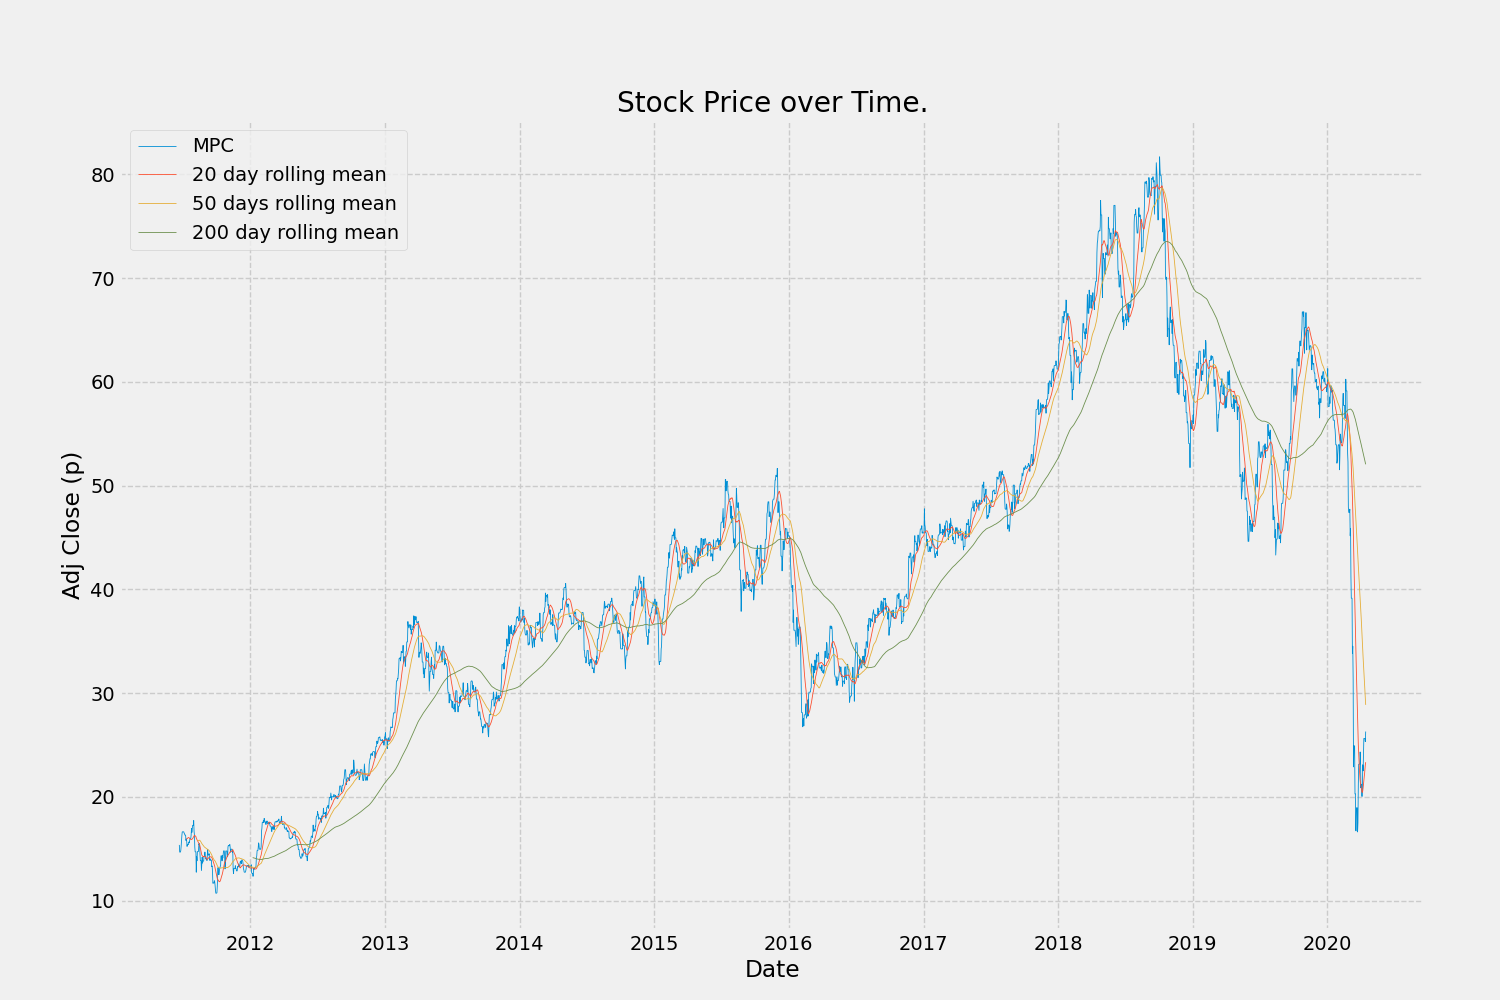 Stock Price over Time.
MPC
20 day rolling mean
50 days rolling mean
200 day rolling mean
Adj Close (p)
80
70
60
50
40
30
20
10
2012 2013 2014 2015 2016 2017 2018 2019 2020
Date